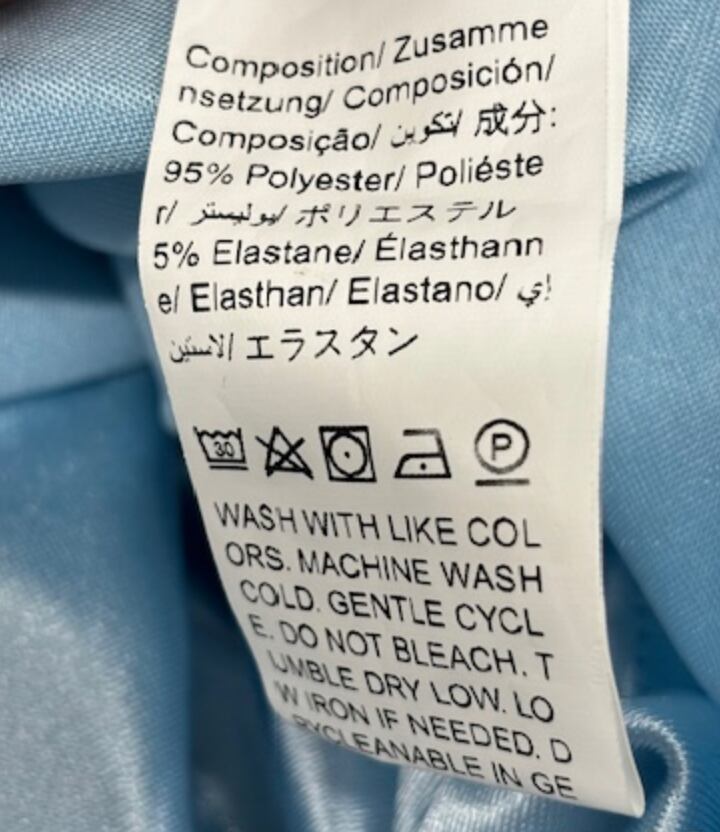 Composition/ Zusamme
nsetzung/ Composición/
Composição/ لتكوين/ 成分:
95% Polyester/ Poliéste
r/ بوليستر/ ポリエステル
5% Elastane/ Élasthann
e/ Elasthan/ Elastano/ إي
لاستين/ エラスタン
30
P
WASH WITH LIKE COL
ORS. MACHINE WASH
COLD. GENTLE CYCL
E. DO NOT BLEACH. T
UMBLE DRY LOW. LO
W IRON IF NEEDED. D
RYCLEANABLE IN GE